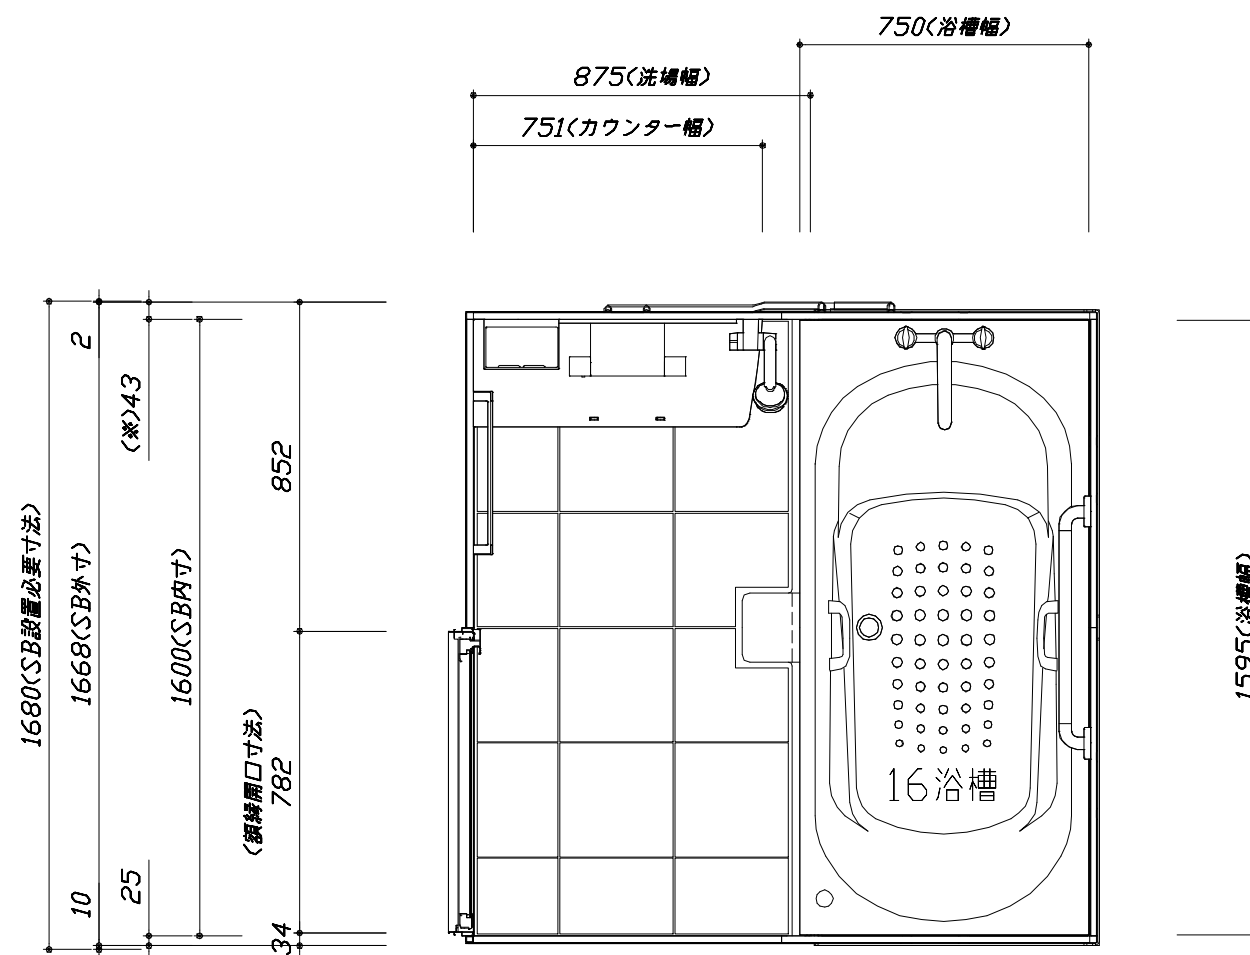 750(浴槽幅)
875(洗場幅)
751(カウンター幅)
2
(※)43
852
1680(SB設置必要寸法)
1668(SB外寸)
1600(SB内寸)
(額縁開口寸法)
782
10
25
34
16浴槽
1595(浴槽幅)